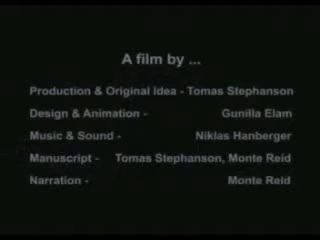 A film by ...
Production & Original Idea - Tomas Stephanson
Design & Animation - Gunilla Elam
Music & Sound - Niklas Hanberger
Manuscript - Tomas Stephanson, Monte Reid
Narration - Monte Reid